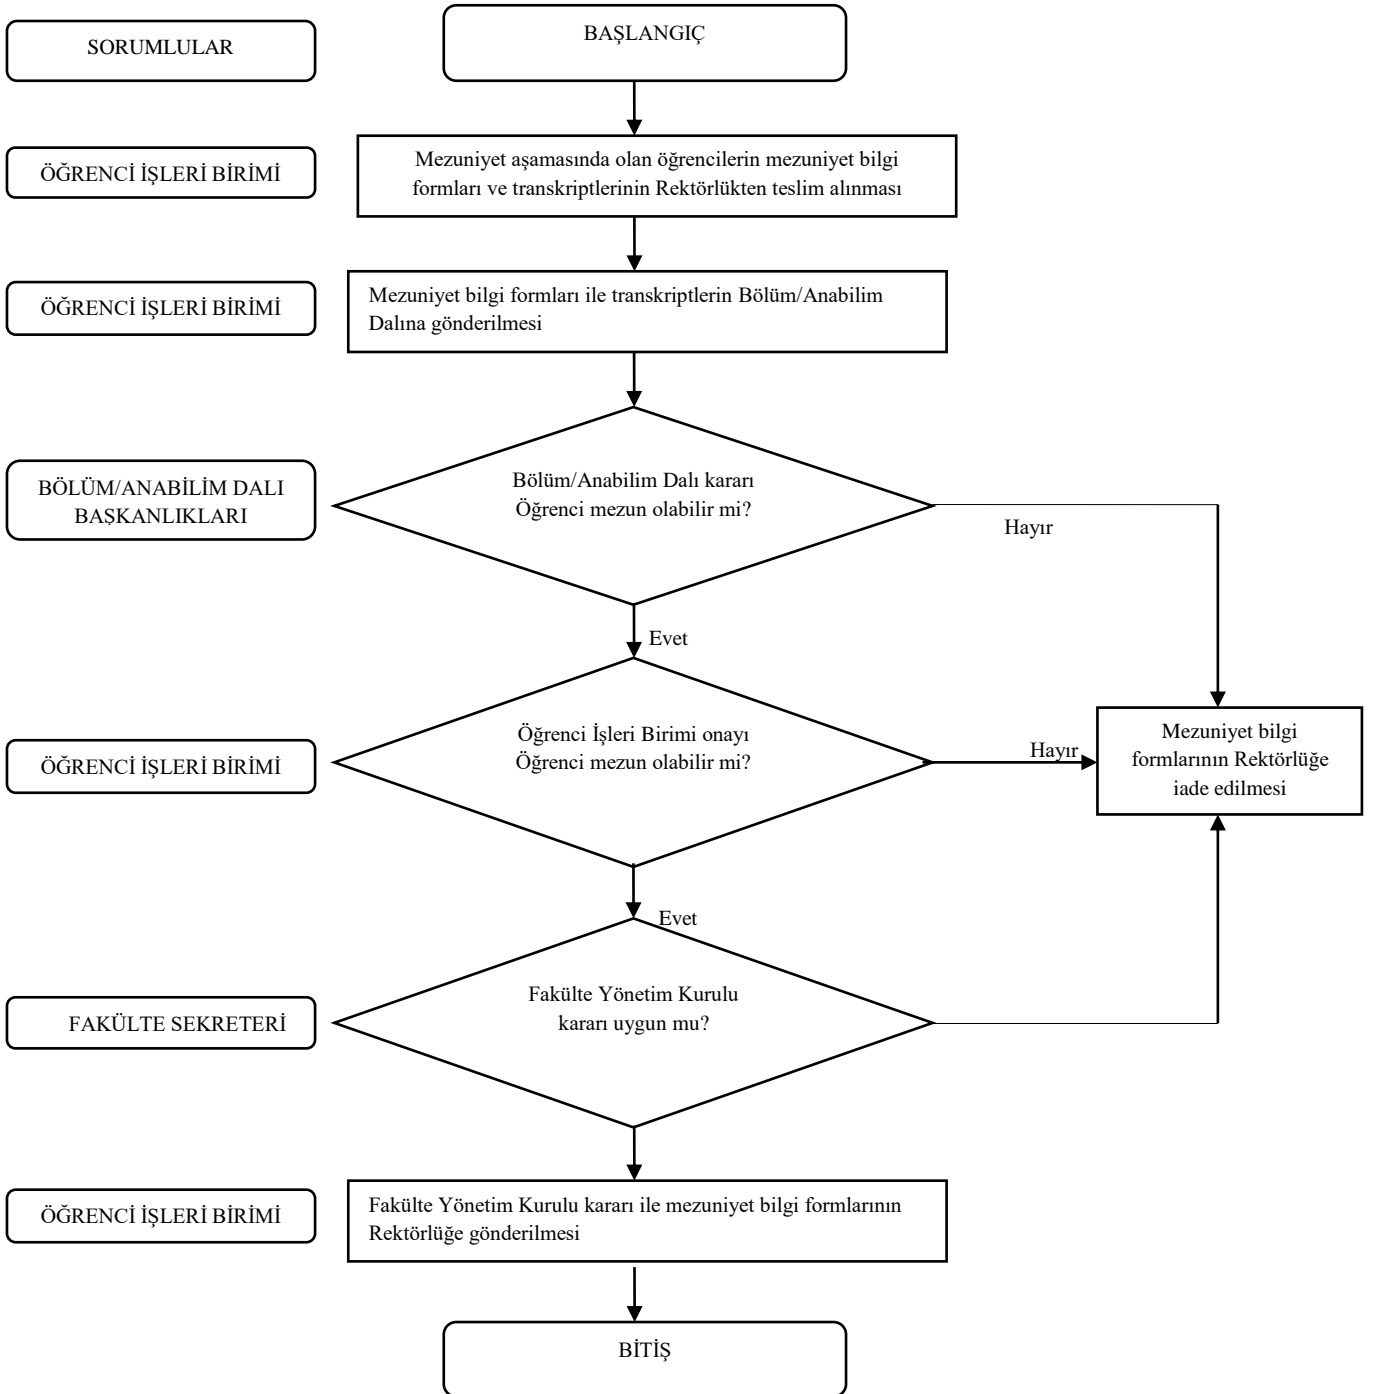 SORUMLULAR
BAŞLANGIÇ
ÖĞRENCİ İŞLERİ BİRİMİ
Mezuniyet aşamasında olan öğrencilerin mezuniyet bilgi
formları ve transkriptlerinin Rektörlükten teslim alınması
ÖĞRENCİ İŞLERİ BİRİMİ
Mezuniyet bilgi formları ile transkriptlerin Bölüm/Anabilim
Dalına gönderilmesi
BÖLÜM/ANABİLİM DALI
BAŞKANLIKLARI
Bölüm/Anabilim Dalı kararı
Öğrenci mezun olabilir mi?
Hayır
Evet
ÖĞRENCİ İŞLERİ BİRİMİ
Öğrenci İşleri Birimi onayı
Öğrenci mezun olabilir mi?
Hayır
Mezuniyet bilgi
formlarının Rektörlüğe
iade edilmesi
Evet
FAKÜLTE SEKRETERİ
Fakülte Yönetim Kurulu
kararı uygun mu?
ÖĞRENCİ İŞLERİ BİRİMİ
Fakülte Yönetim Kurulu kararı ile mezuniyet bilgi formlarının
Rektörlüğe gönderilmesi
BİTİŞ